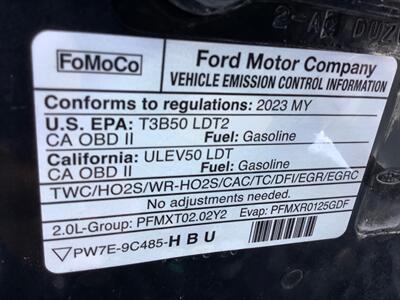 FoMoCo
Ford Motor Company
VEHICLE EMISSION CONTROL INFORMATION
Conforms to regulations: 2023 MY
U.S. EPA: T3B50 LDT2
CA OBD II Fuel: Gasoline
California: ULEV50 LDT
CA OBD II Fuel: Gasoline
TWC/HO2S/WR-HO2S/CAC/TC/DFI/EGR/EGRC
No adjustments needed.
2.0L-Group: PFMXT02.02Y2 Evap: PFMXR0125GDF
PW7E-9C485-HBU